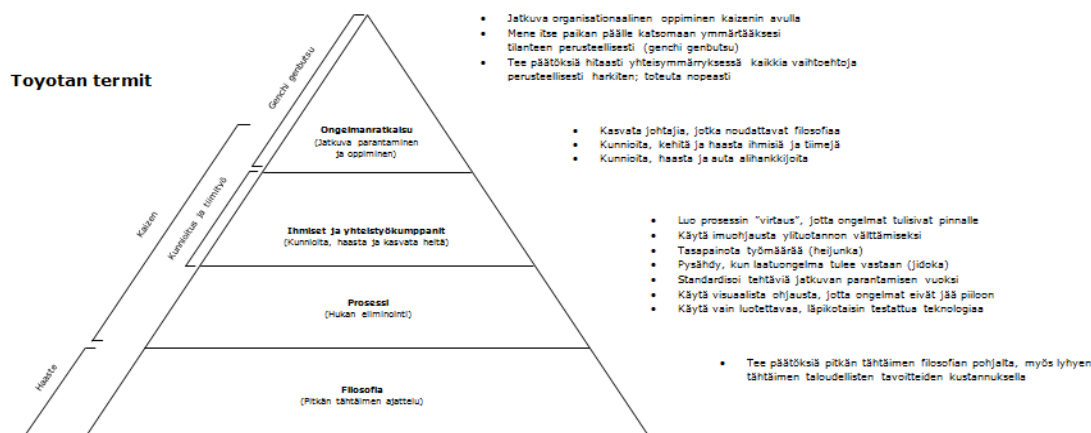 Toyotan termit
Genchi genbutsu
Kunnioitus ja tiimityö
Kaizen
Haaste
Ongelmanratkaisu
(Jatkuva parantaminen
ja oppiminen)
Ihmiset ja yhteistyökumppanit
(Kunnioita, haasta ja kasvata heitä)
Prosessi
(Hukan eliminointi)
Filosofia
(Pitkän tähtäimen ajattelu)
• Jatkuva organisationaalinen oppiminen kaizenin avulla
• Mene itse paikan päälle katsomaan ymmärtääksesi
tilanteen perusteellisesti (genchi genbutsu)
• Tee päätöksiä hitaasti yhteisymmärryksessä kaikkia vaihtoehtoja
perusteellisesti harkiten; toteuta nopeasti
• Kasvata johtajia, jotka noudattavat filosofiaa
• Kunnioita, kehitä ja haasta ihmisiä ja tiimejä
• Kunnioita, haasta ja auta alihankkijoita
• Luo prosessin "virtaus", jotta ongelmat tulisivat pinnalle
• Käytä imuohjausta ylituotannon välttämiseksi
• Tasapainota työmäärää (heijunka)
• Pysähdy, kun laatuongelma tulee vastaan (jidoka)
• Standardisoi tehtäviä jatkuvan parantamisen vuoksi
• Käytä visuaalista ohjausta, jotta ongelmat eivät jää piiloon
• Käytä vain luotettavaa, läpikotaisin testattua teknologiaa
• Tee päätöksiä pitkän tähtäimen filosofian pohjalta, myös lyhyen
tähtäimen taloudellisten tavoitteiden kustannuksella